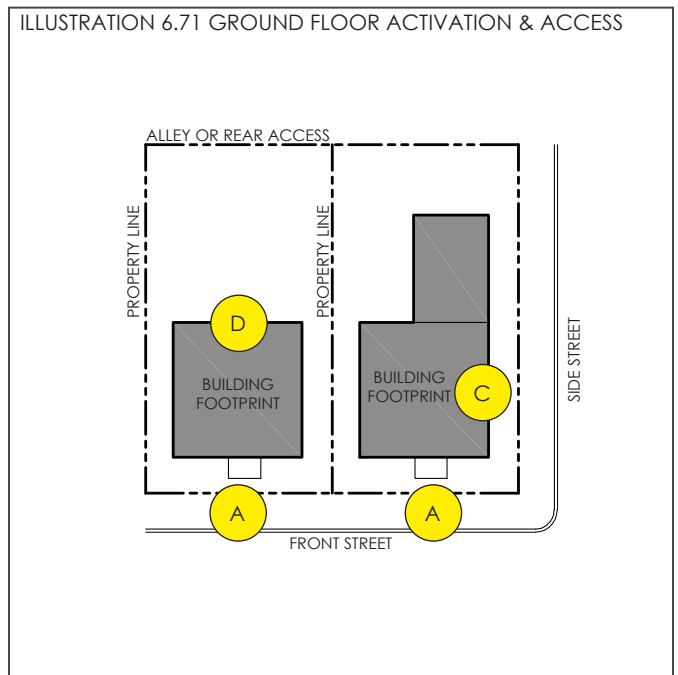 ILLUSTRATION 6.71 GROUND FLOOR ACTIVATION & ACCESS
ALLEY OR REAR ACCESS
PROPERTY LINE
PROPERTY LINE
SIDE STREET
D
BUILDING
FOOTPRINT
BUILDING
FOOTPRINT
C
A
A
FRONT STREET